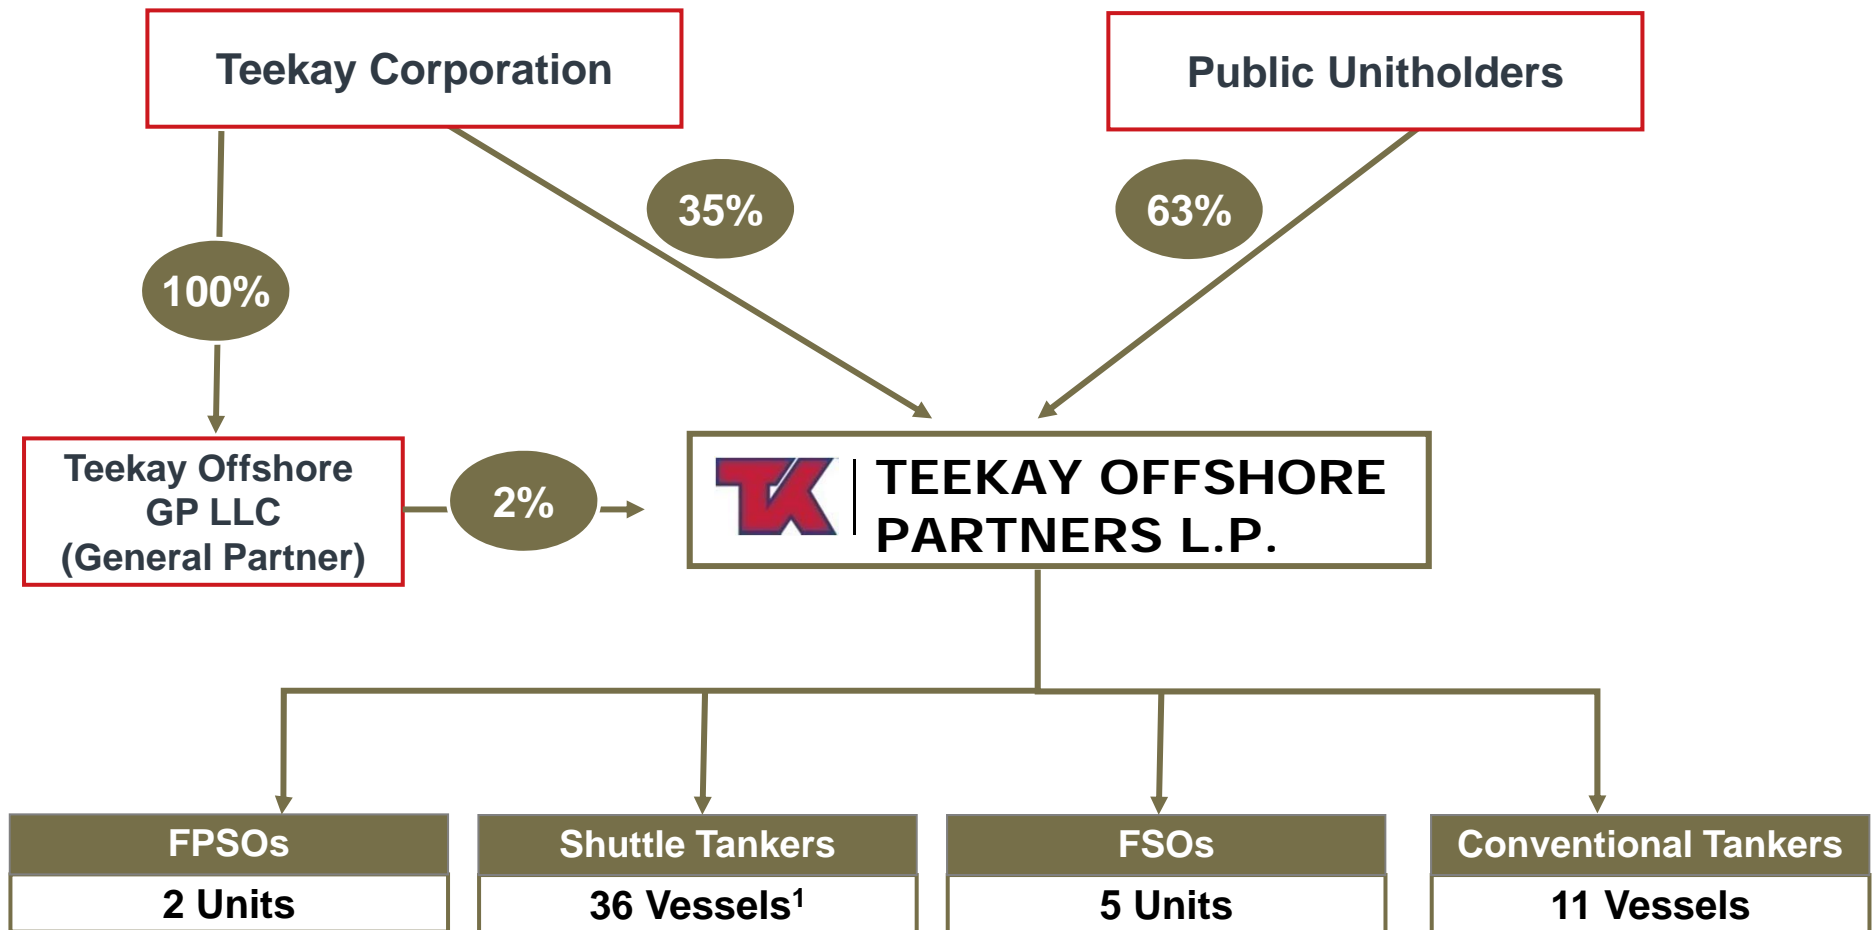 Teekay Corporation
Public Unitholders
35%
63%
100%
Teekay Offshore
GP LLC
(General Partner)
2%
TK
TEEKAY OFFSHORE
PARTNERS L.P.
FPSOs
Shuttle Tankers
FSOs
Conventional Tankers
2 Units
36 Vessels¹
5 Units
11 Vessels